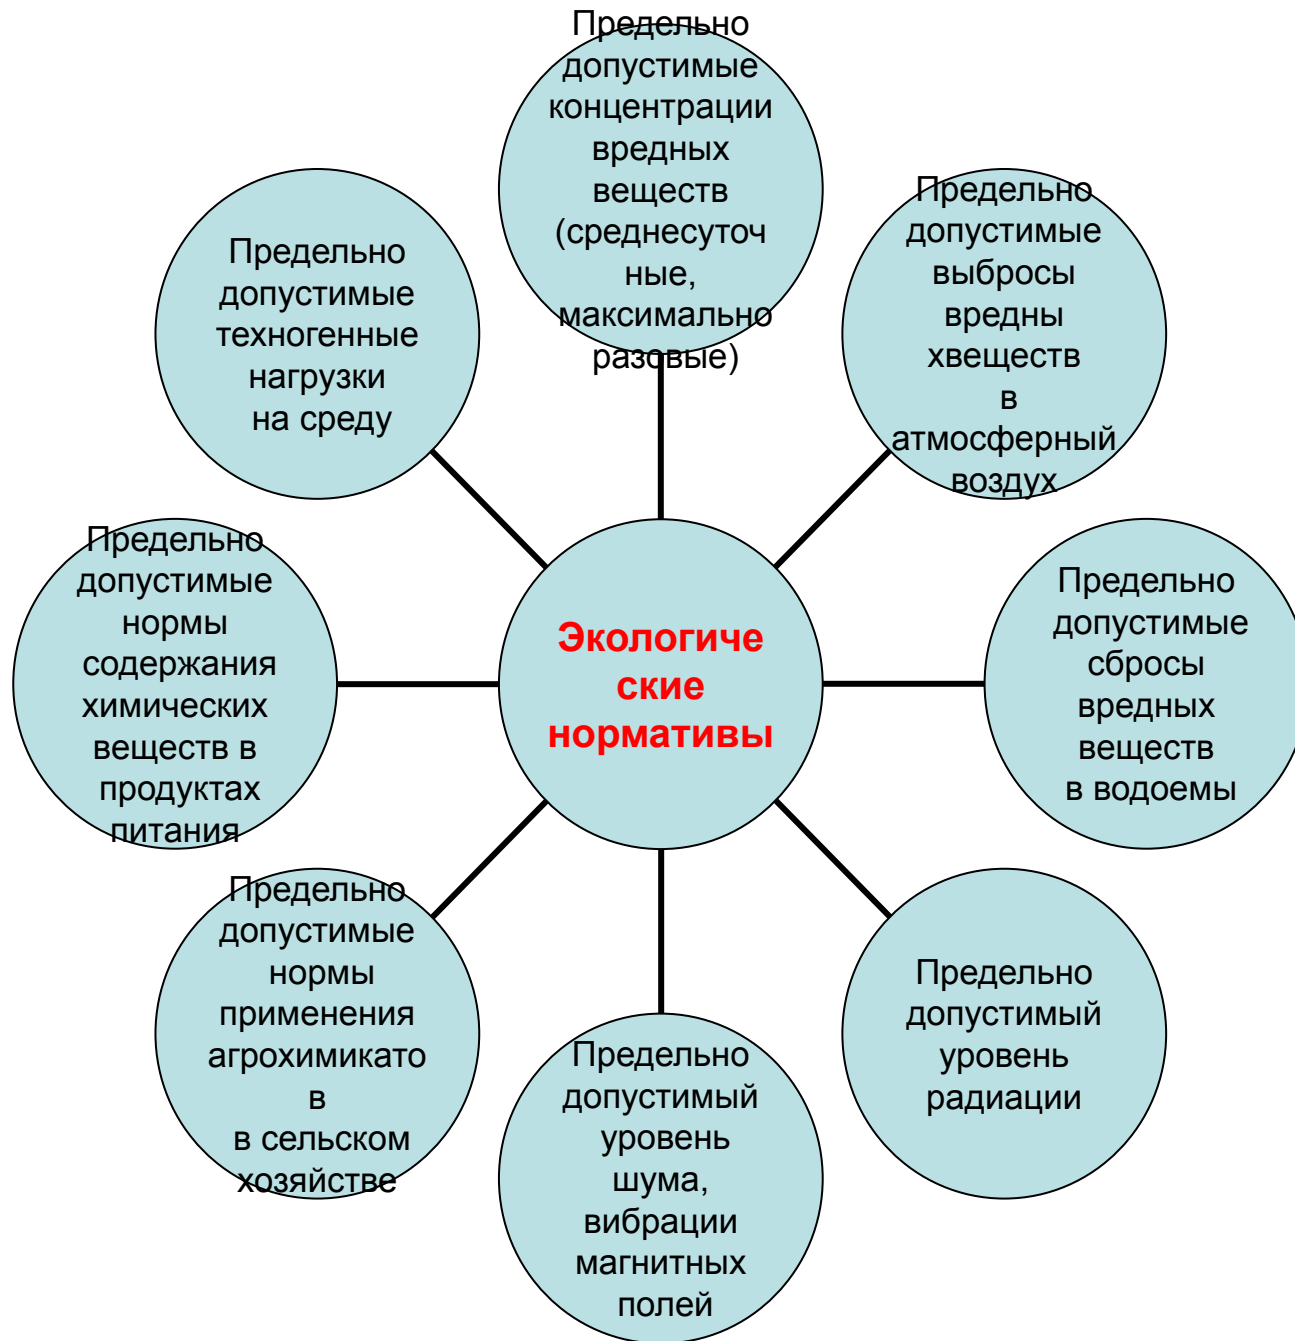 Предельно
допустимые
концентрации
вредных
веществ
(среднесуточ
ные,
максимально
разовые)
Предельно
допустимые
выбросы
вредны
хвеществ
в
атмосферный
воздух
Предельно
допустимые
сбросы
вредных
веществ
в водоемы
Предельно
допустимый
уровень
радиации
Предельно
допустимый
уровень
шума,
вибрации
магнитных
полей
Предельно
допустимые
нормы
применения
агрохимикато
в
в сельском
хозяйстве
Предельно
допустимые
нормы
содержания
химических
веществ в
продуктах
питания
Предельно
допустимые
техногенные
нагрузки
на среду
Экологиче
ские
нормативы